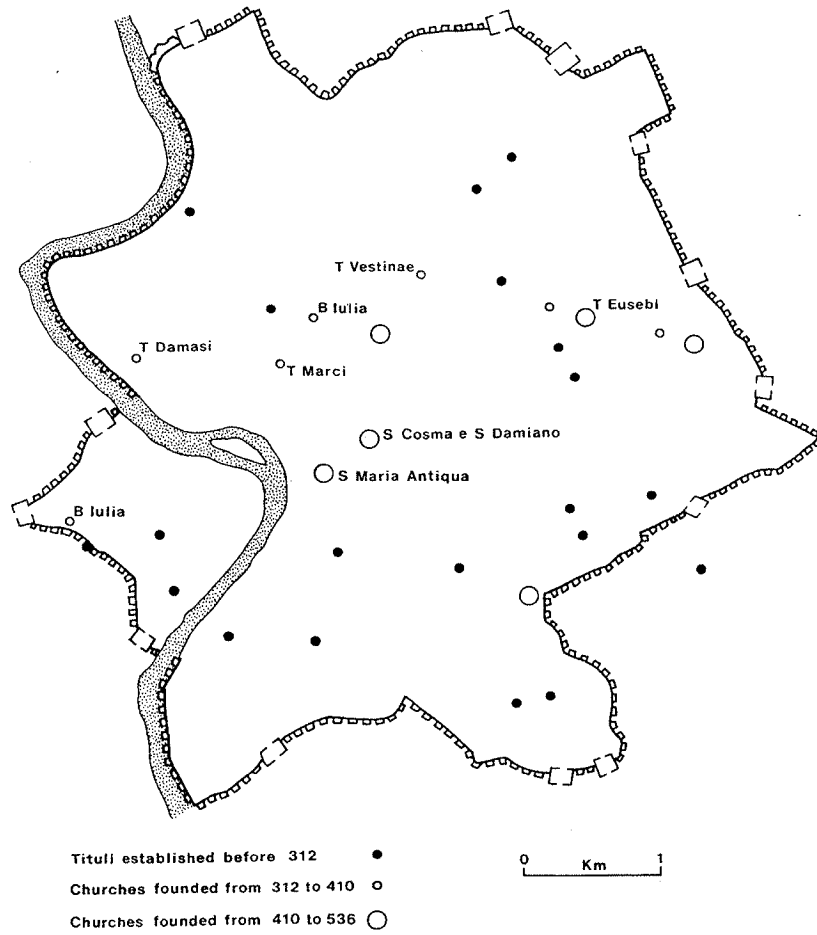 T Vestinae
B Iulia
T Eusebi
T Damasi
T Marci
S Cosma e S Damiano
S Maria Antiqua
B Iulia
Tituli established before 312
Churches founded from 312 to 410
Churches founded from 410 to 536
0 1
Km